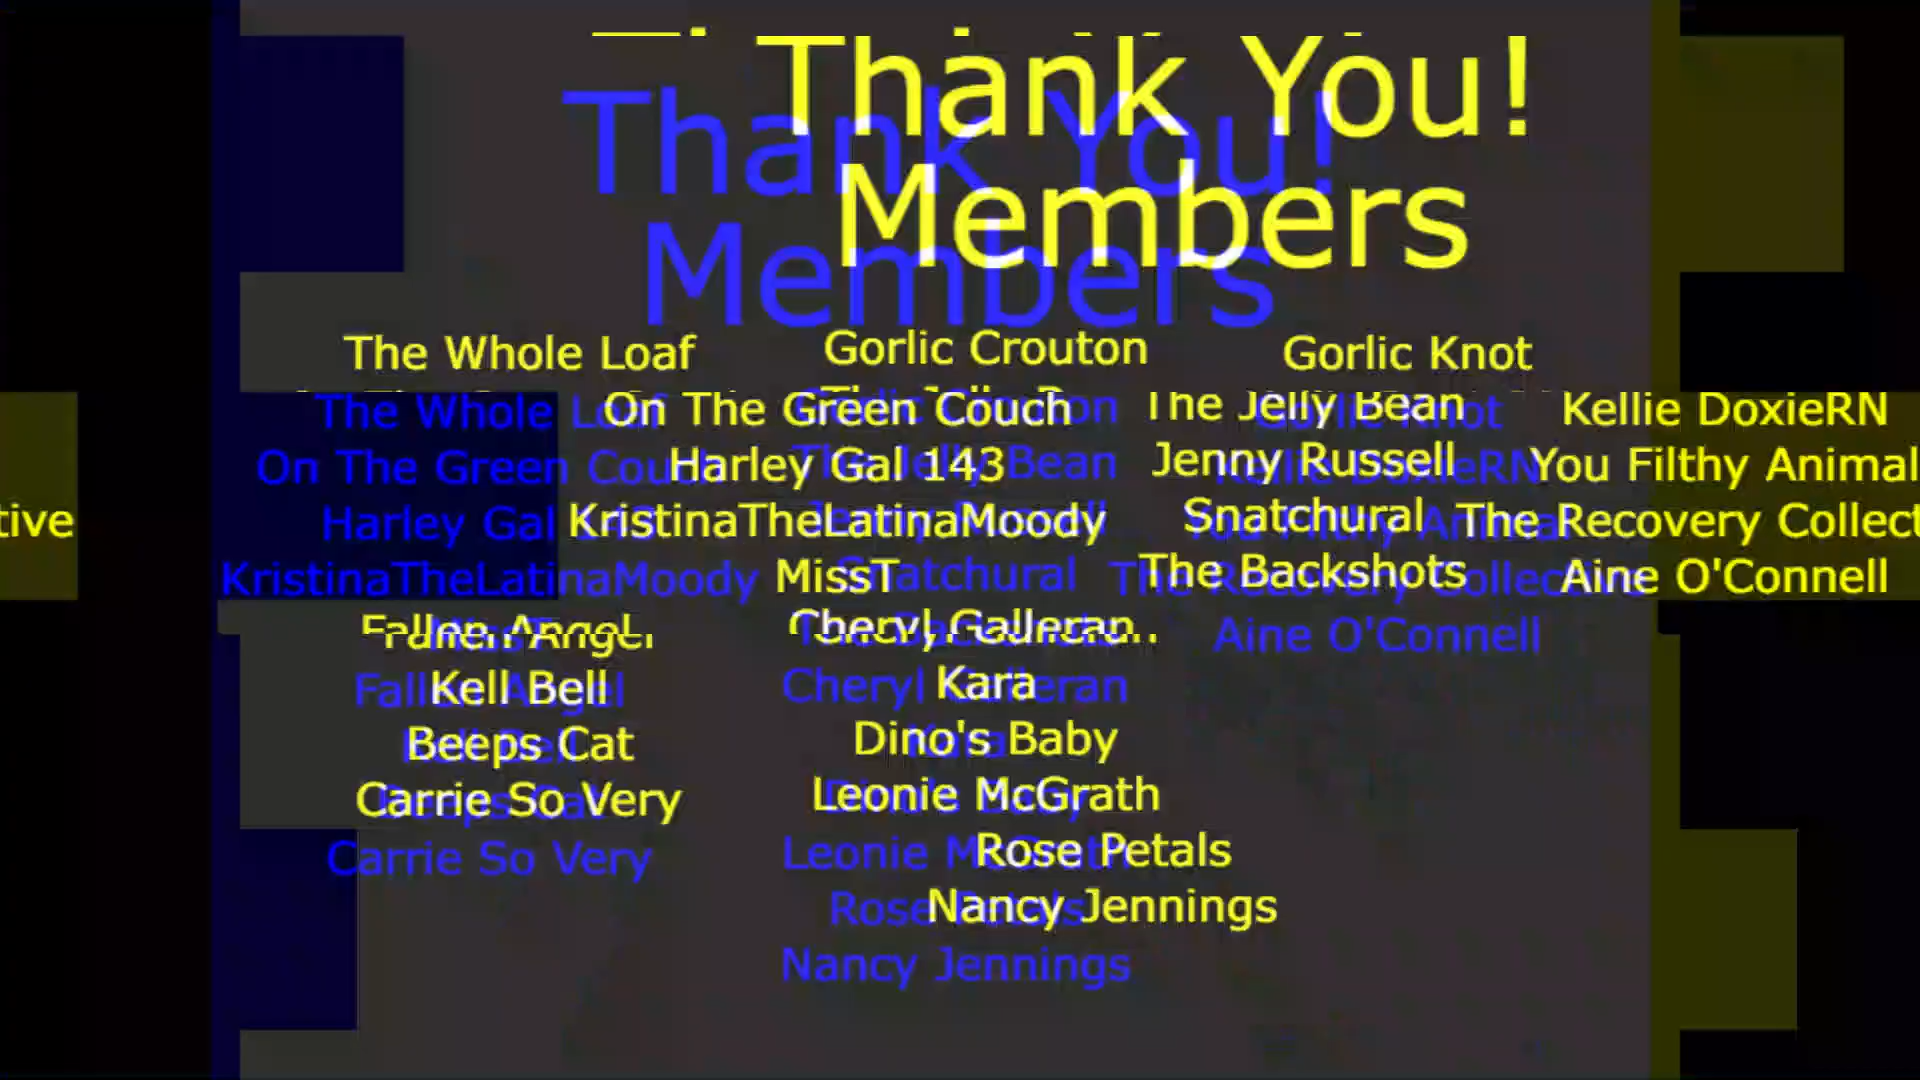 Thank You!
Members
The Whole Loaf
On The Green Couch
Harley Gal 143
KristinaTheLatinaMoody
MissT
Fallen Angel
Kell Bell
Beeps Cat
Carrie So Very
Gorlic Crouton
The Jelly Bean
Jenny Russell
Snatchural
The Backshots
Cheryl Galleran
Kara
Dino's Baby
Leonie McGrath
Rose Petals
Nancy Jennings
Gorlic Knot
Kellie DoxieRN
You Filthy Animal
The Recovery Collective
Aine O'Connell